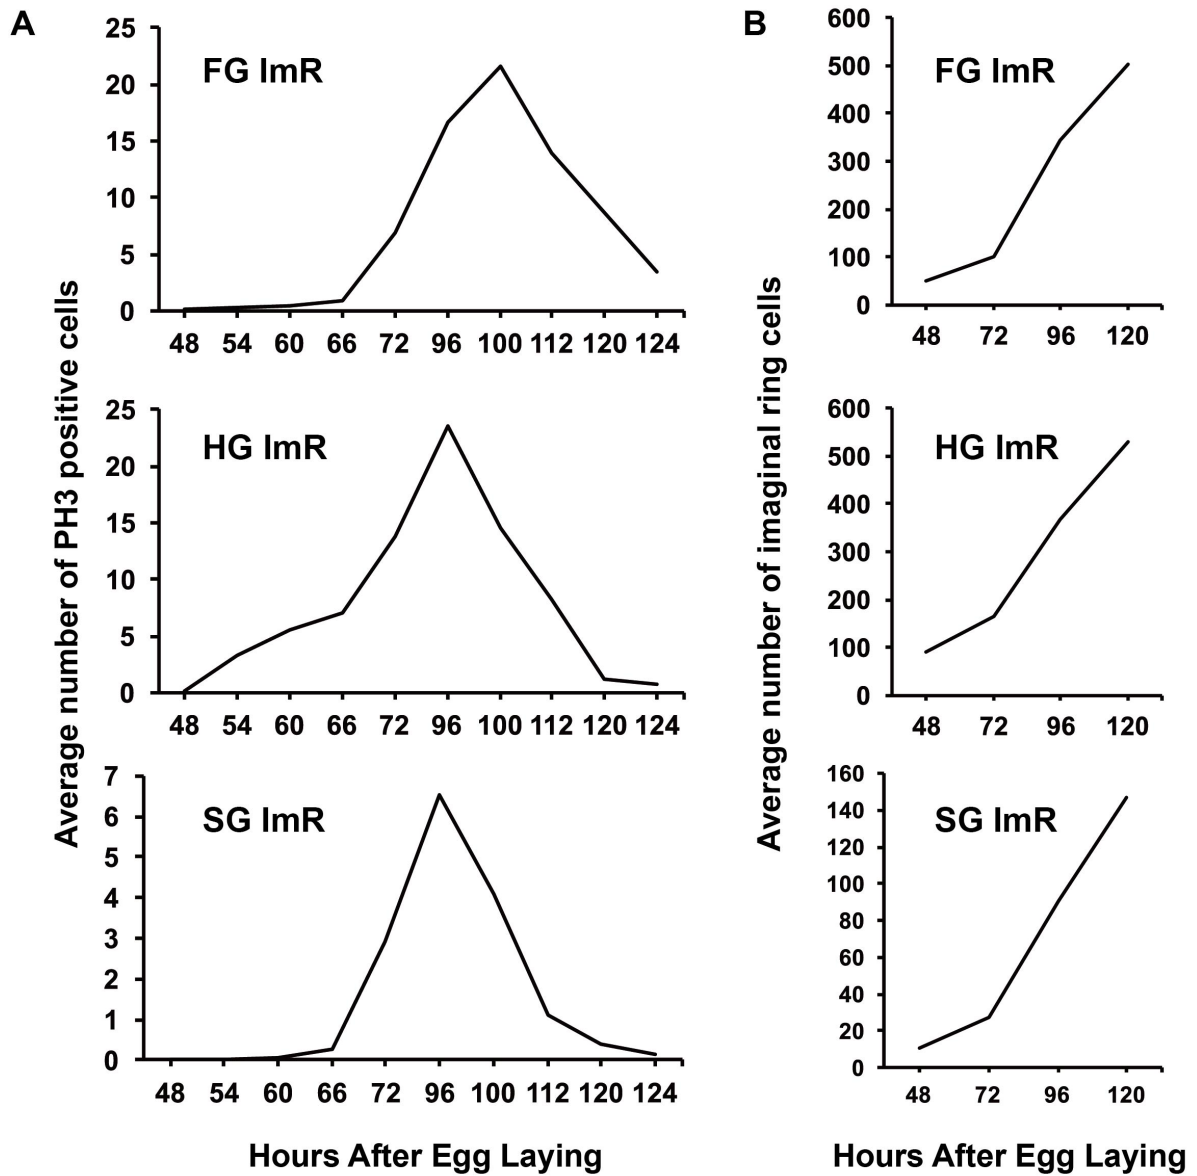 A
Average number of PH3 positive cells
FG ImR
25
20
15
10
5
0
48 54 60 66 72 96 100 112 120 124
HG ImR
25
20
15
10
5
0
48 54 60 66 72 96 100 112 120 124
SG ImR
7
6
5
4
3
2
1
0
48 54 60 66 72 96 100 112 120 124
Hours After Egg Laying
B
Average number of imaginal ring cells
FG ImR
600
500
400
300
200
100
0
48 72 96 120
HG ImR
600
500
400
300
200
100
0
48 72 96 120
SG ImR
160
140
120
100
80
60
40
20
0
48 72 96 120
Hours After Egg Laying